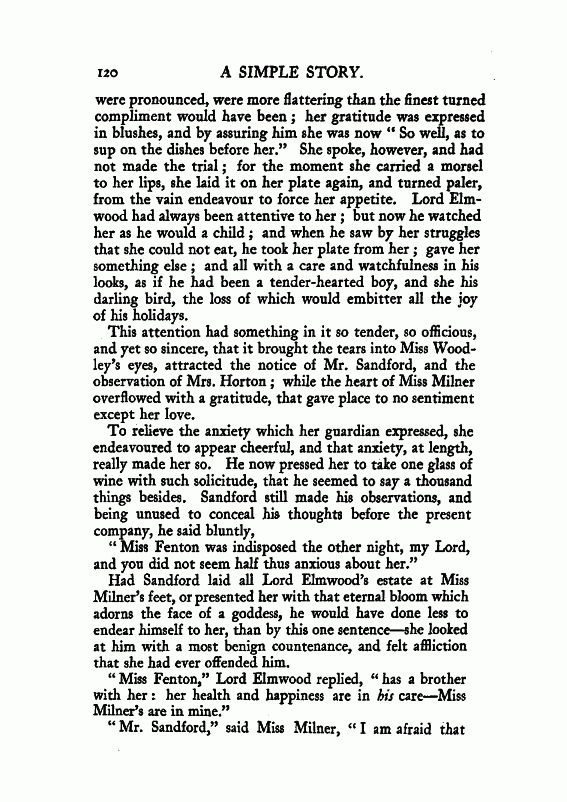 120 A SIMPLE STORY.
were pronounced, were more flattering than the finest turned
compliment would have been ; her gratitude was expressed
in blushes, and by assuring him she was now “ So well, as to
sup on the dishes before her.” She spoke, however, and had
not made the trial ; for the moment she carried a morsel
to her lips, she laid it on her plate again, and turned paler,
from the vain endeavour to force her appetite. Lord Elm-
wood had always been attentive to her ; but now he watched
her as he would a child ; and when he saw by her struggles
that she could not eat, he took her plate from her ; gave her
something else ; and all with a care and watchfulness in his
looks, as if he had been a tender-hearted boy, and she his
darling bird, the loss of which would embitter all the joy
of his holidays.
This attention had something in it so tender, so officious,
and yet so sincere, that it brought the tears into Miss Wood-
ley’s eyes, attracted the notice of Mr. Sandford, and the
observation of Mrs. Horton ; while the heart of Miss Milner
overflowed with a gratitude, that gave place to no sentiment
except her love.
To relieve the anxiety which her guardian expressed, she
endeavoured to appear cheerful, and that anxiety, at length,
really made her so. He now pressed her to take one glass of
wine with such solicitude, that he seemed to say a thousand
things besides. Sandford still made his observations, and
being unused to conceal his thoughts before the present
company, he said bluntly,
“ Miss Fenton was indisposed the other night, my Lord,
and you did not seem half thus anxious about her.”
Had Sandford laid all Lord Elmwood’s estate at Miss
Milner’s feet, or presented her with that eternal bloom which
adorns the face of a goddess, he would have done less to
endear himself to her, than by this one sentence—she looked
at him with a most benign countenance, and felt affliction
that she had ever offended him.
“ Miss Fenton,” Lord Elmwood replied, “ has a brother
with her : her health and happiness are in his care—Miss
Milner’s are in mine.”
“ Mr. Sandford,” said Miss Milner, “ I am afraid that